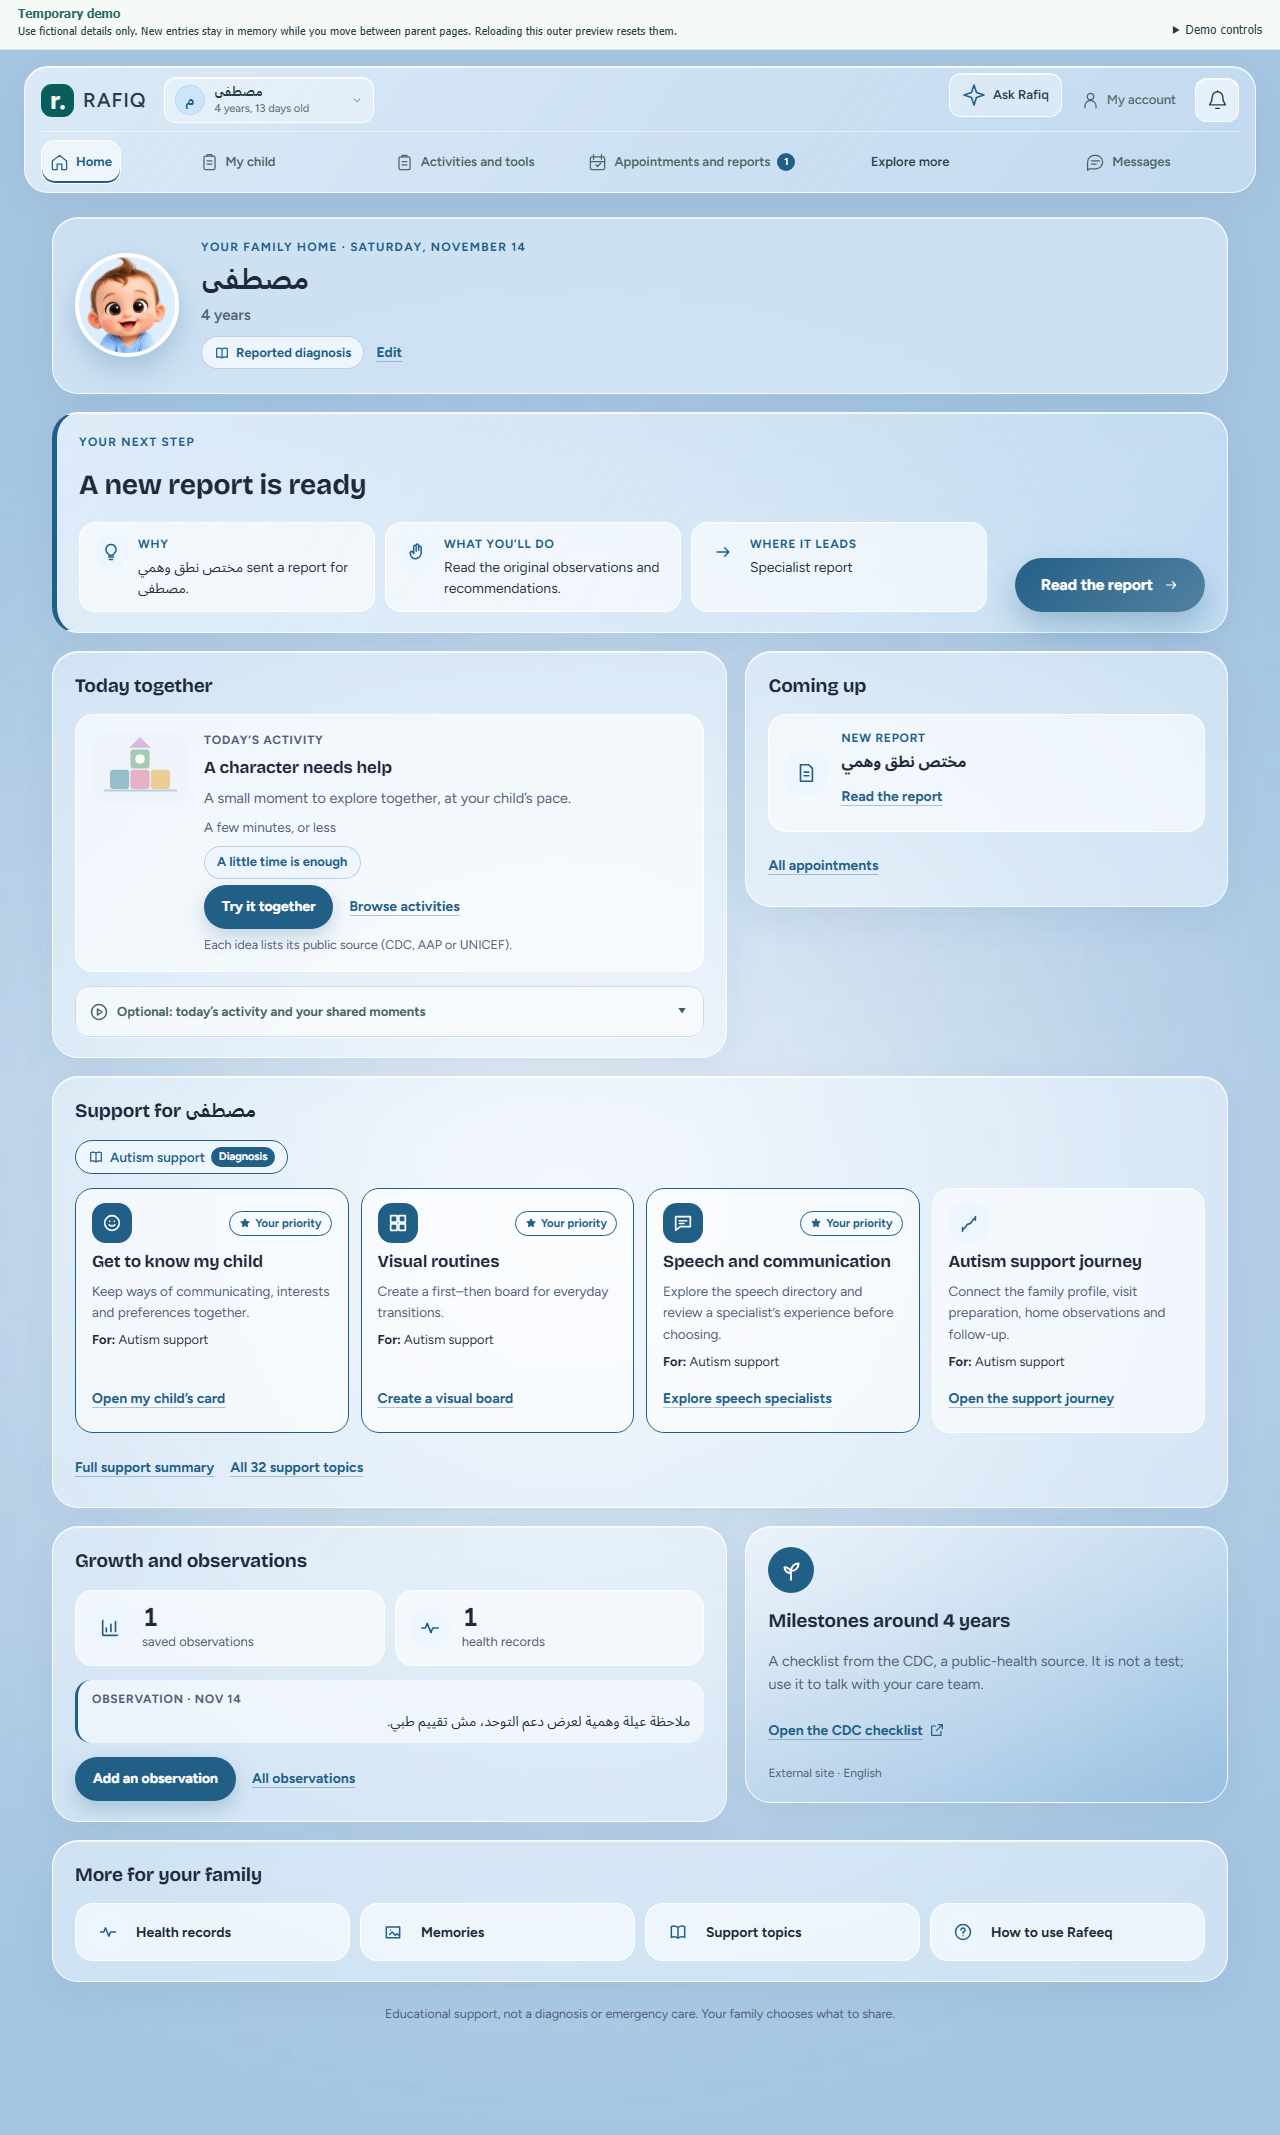 Temporary demo
Use fictional details only. New entries stay in memory while you move between parent pages. Reloading this outer preview resets them.
Demo controls
r. RAFIQ
م
مصطفى
4 years, 13 days old
Ask Rafiq
My account
Home
My child
Activities and tools
Appointments and reports 1
Explore more
Messages
YOUR FAMILY HOME · SATURDAY, NOVEMBER 14
مصطفى
4 years
Reported diagnosis
Edit
YOUR NEXT STEP
A new report is ready
WHY
مختص نطق وهمي sent a report for
مصطفى.
WHAT YOU’LL DO
Read the original observations and
recommendations.
WHERE IT LEADS
Specialist report
Read the report
Today together
TODAY’S ACTIVITY
A character needs help
A small moment to explore together, at your child’s pace.
A few minutes, or less
A little time is enough
Try it together
Browse activities
Each idea lists its public source (CDC, AAP or UNICEF).
Optional: today’s activity and your shared moments
Coming up
NEW REPORT
مختص نطق وهمي
Read the report
All appointments
Support for مصطفى
Autism support Diagnosis
Your priority
Get to know my child
Keep ways of communicating, interests
and preferences together.
For: Autism support
Open my child’s card
Your priority
Visual routines
Create a first–then board for everyday
transitions.
For: Autism support
Create a visual board
Your priority
Speech and communication
Explore the speech directory and
review a specialist’s experience before
choosing.
For: Autism support
Explore speech specialists
Autism support journey
Connect the family profile, visit
preparation, home observations and
follow-up.
For: Autism support
Open the support journey
Full support summary
All 32 support topics
Growth and observations
1
saved observations
1
health records
OBSERVATION · NOV 14
ملاحظة عيلة وهمية لعرض دعم التوحد، مش تقييم طبي.
Add an observation
All observations
Milestones around 4 years
A checklist from the CDC, a public-health source. It is not a test;
use it to talk with your care team.
Open the CDC checklist
External site · English
More for your family
Health records
Memories
Support topics
How to use Rafeeq
Educational support, not a diagnosis or emergency care. Your family chooses what to share.